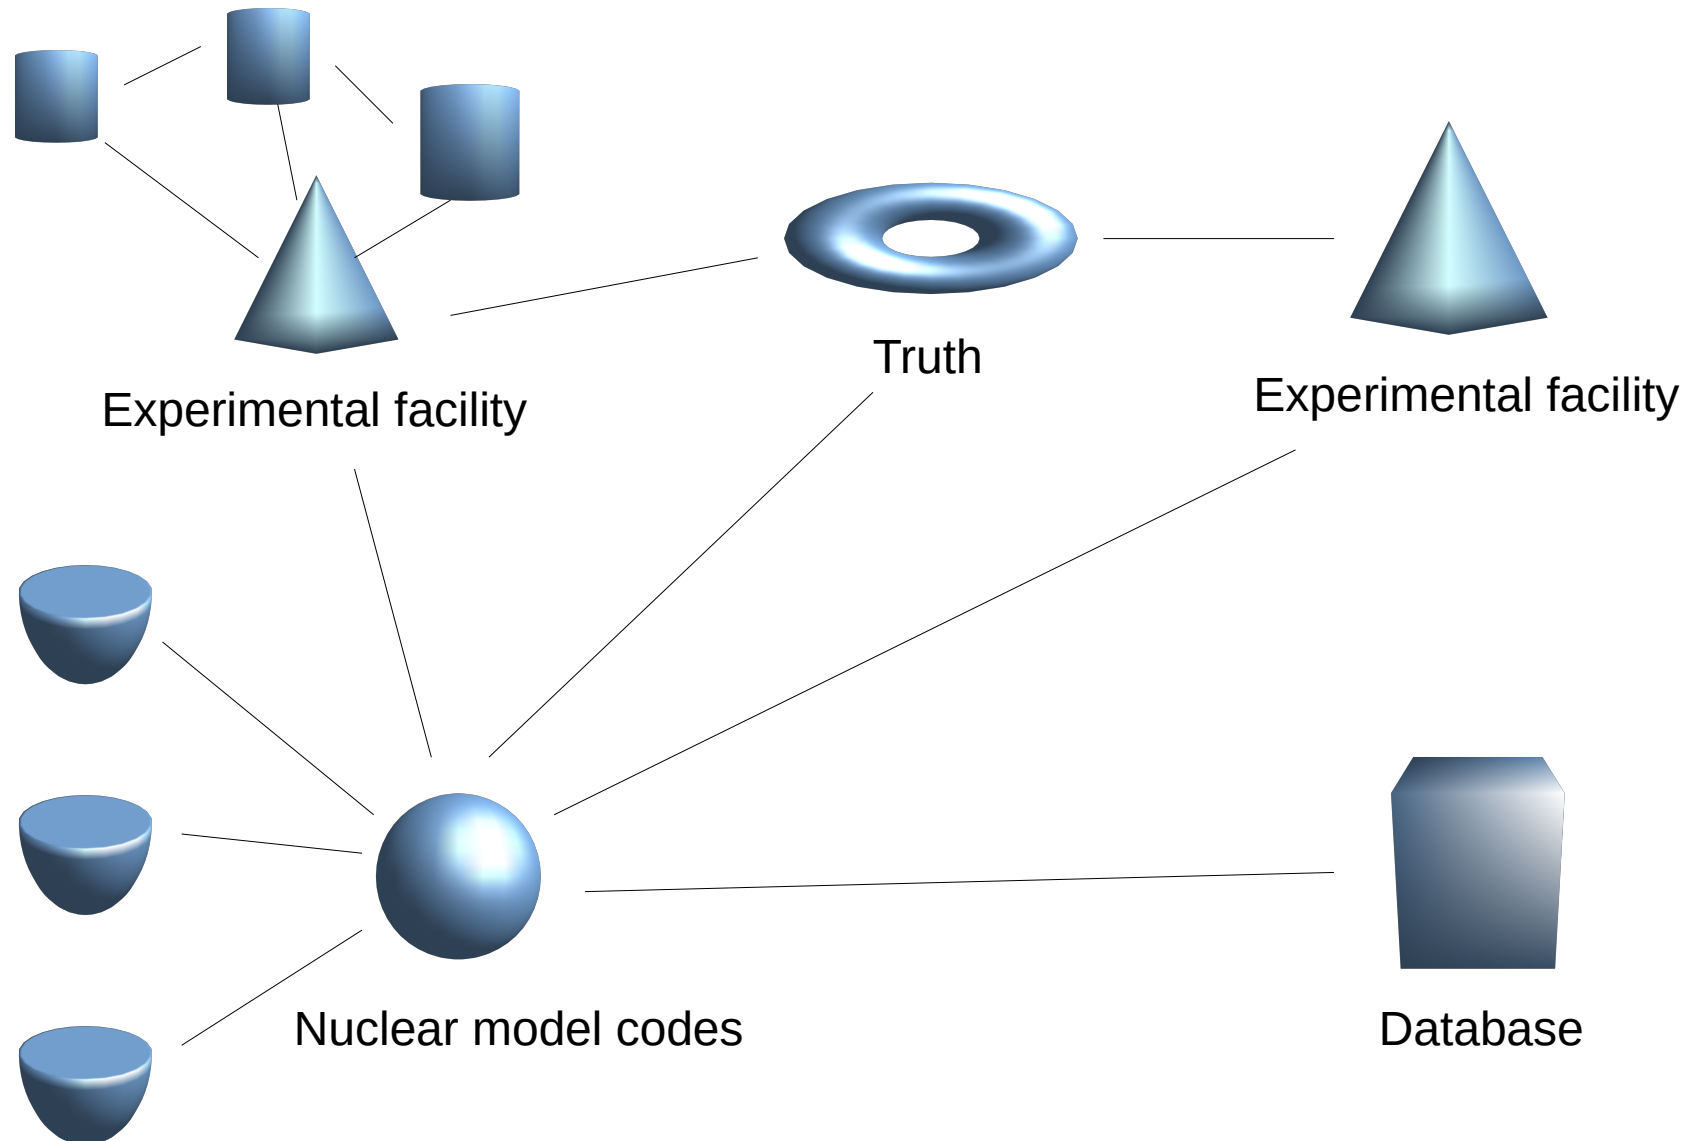 Truth
Experimental facility
Experimental facility
Nuclear model codes
Database